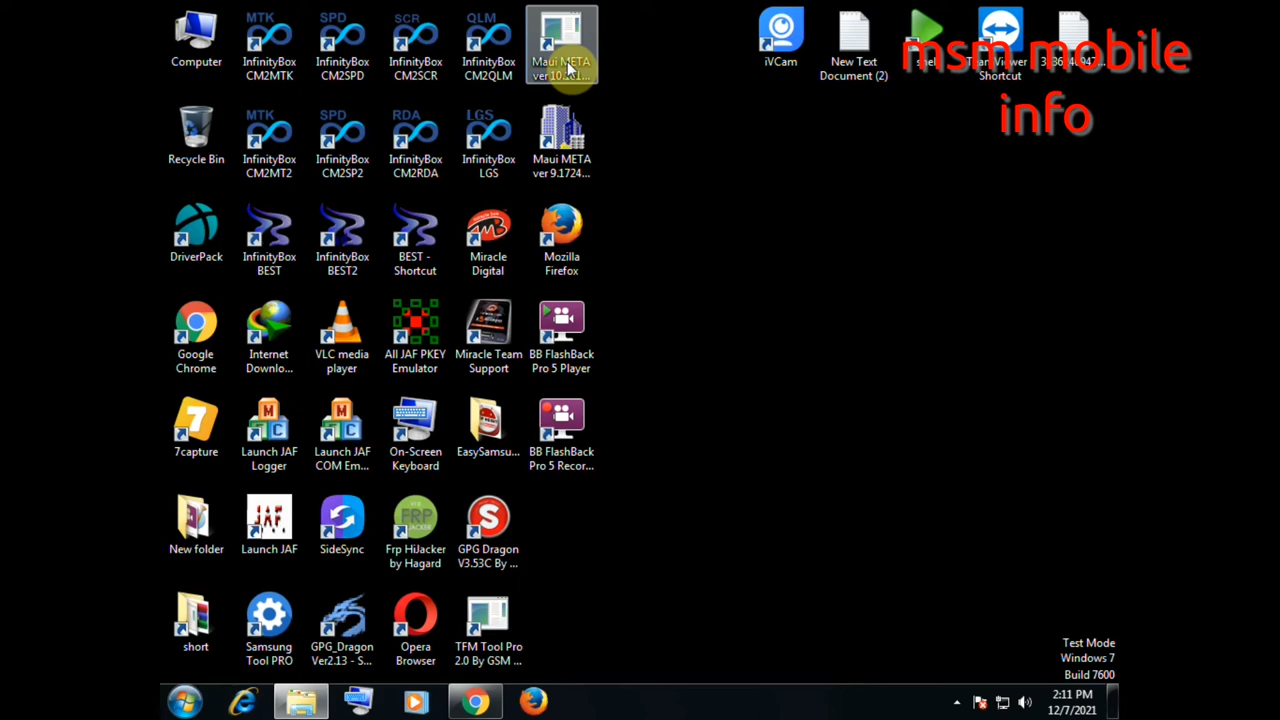 Computer
MTK
InfinityBox
CM2MTK
SPD
InfinityBox
CM2SPD
SCR
InfinityBox
CM2SCR
QLM
InfinityBox
CM2QLM
Maui META
iVCam
New Text
Document (2)
TeamViewer
Shortcut
msm mobile
info
Recycle Bin
MTK
InfinityBox
CM2MT2
SPD
InfinityBox
CM2SP2
RDA
InfinityBox
CM2RDA
LGS
InfinityBox
LGS
Maui META
ver 9.1724...
DriverPack
InfinityBox
BEST
InfinityBox
BEST2
BEST -
Shortcut
Miracle
Digital
Mozilla
Firefox
Google
Chrome
Internet
Downlo...
VLC media
player
All JAF PKEY
Emulator
Miracle Team
Support
BB FlashBack
Pro 5 Player
7capture
Launch JAF
Logger
Launch JAF
COM Em...
On-Screen
Keyboard
EasySamsu...
BB FlashBack
Pro 5 Recor...
New folder
JAF
Launch JAF
SideSync
FRP
HIJACKER
Frp HiJacker
by Hagard
GPG Dragon
V3.53C By ...
short
Samsung
Tool PRO
GPG_Dragon
Ver2.13 - S...
Opera
Browser
TFM Tool Pro
2.0 By GSM ...
Test Mode
Windows 7
Build 7600
2:11 PM
12/7/2021